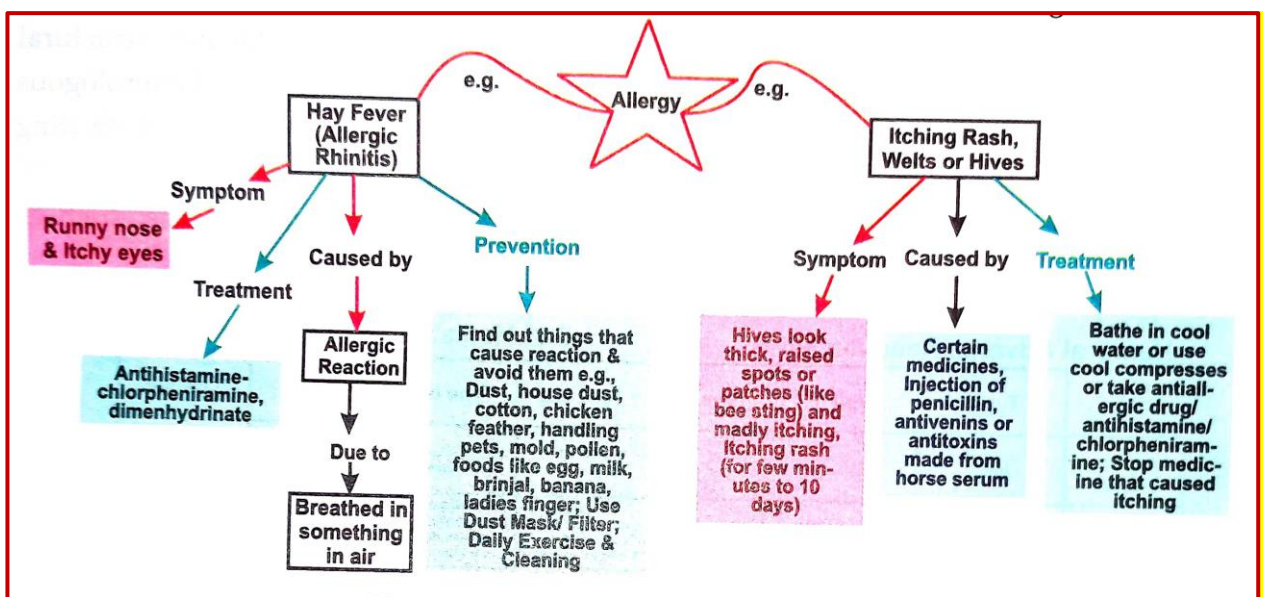 Allergy
e.g.
e.g.
Hay Fever
(Allergic
Rhinitis)
Symptom
Runny nose
& Itchy eyes
Treatment
Antihistamine-
chlorpheniramine,
dimenhydrinate
Caused by
Allergic
Reaction
Due to
Breathed in
something
in air
Prevention
Find out things that
cause reaction &
avoid them e.g.,
Dust, house dust,
cotton, chicken
feather, handling
pets, mold, pollen,
foods like egg, milk,
brinjal, banana,
ladies finger; Use
Dust Mask/ Filter;
Daily Exercise &
Cleaning
Itching Rash,
Welts or Hives
Symptom
Hives look
thick, raised
spots or
patches (like
bee sting) and
madly itching,
Itching rash
(for few min-
utes to 10
days)
Caused by
Certain
medicines,
Injection of
penicillin,
antivenins or
antitoxins
made from
horse serum
Treatment
Bathe in cool
water or use
cool compresses
or take antiall-
ergic drug/
antihistamine/
chlorpheniram-
ine; Stop medic-
ine that caused
itching